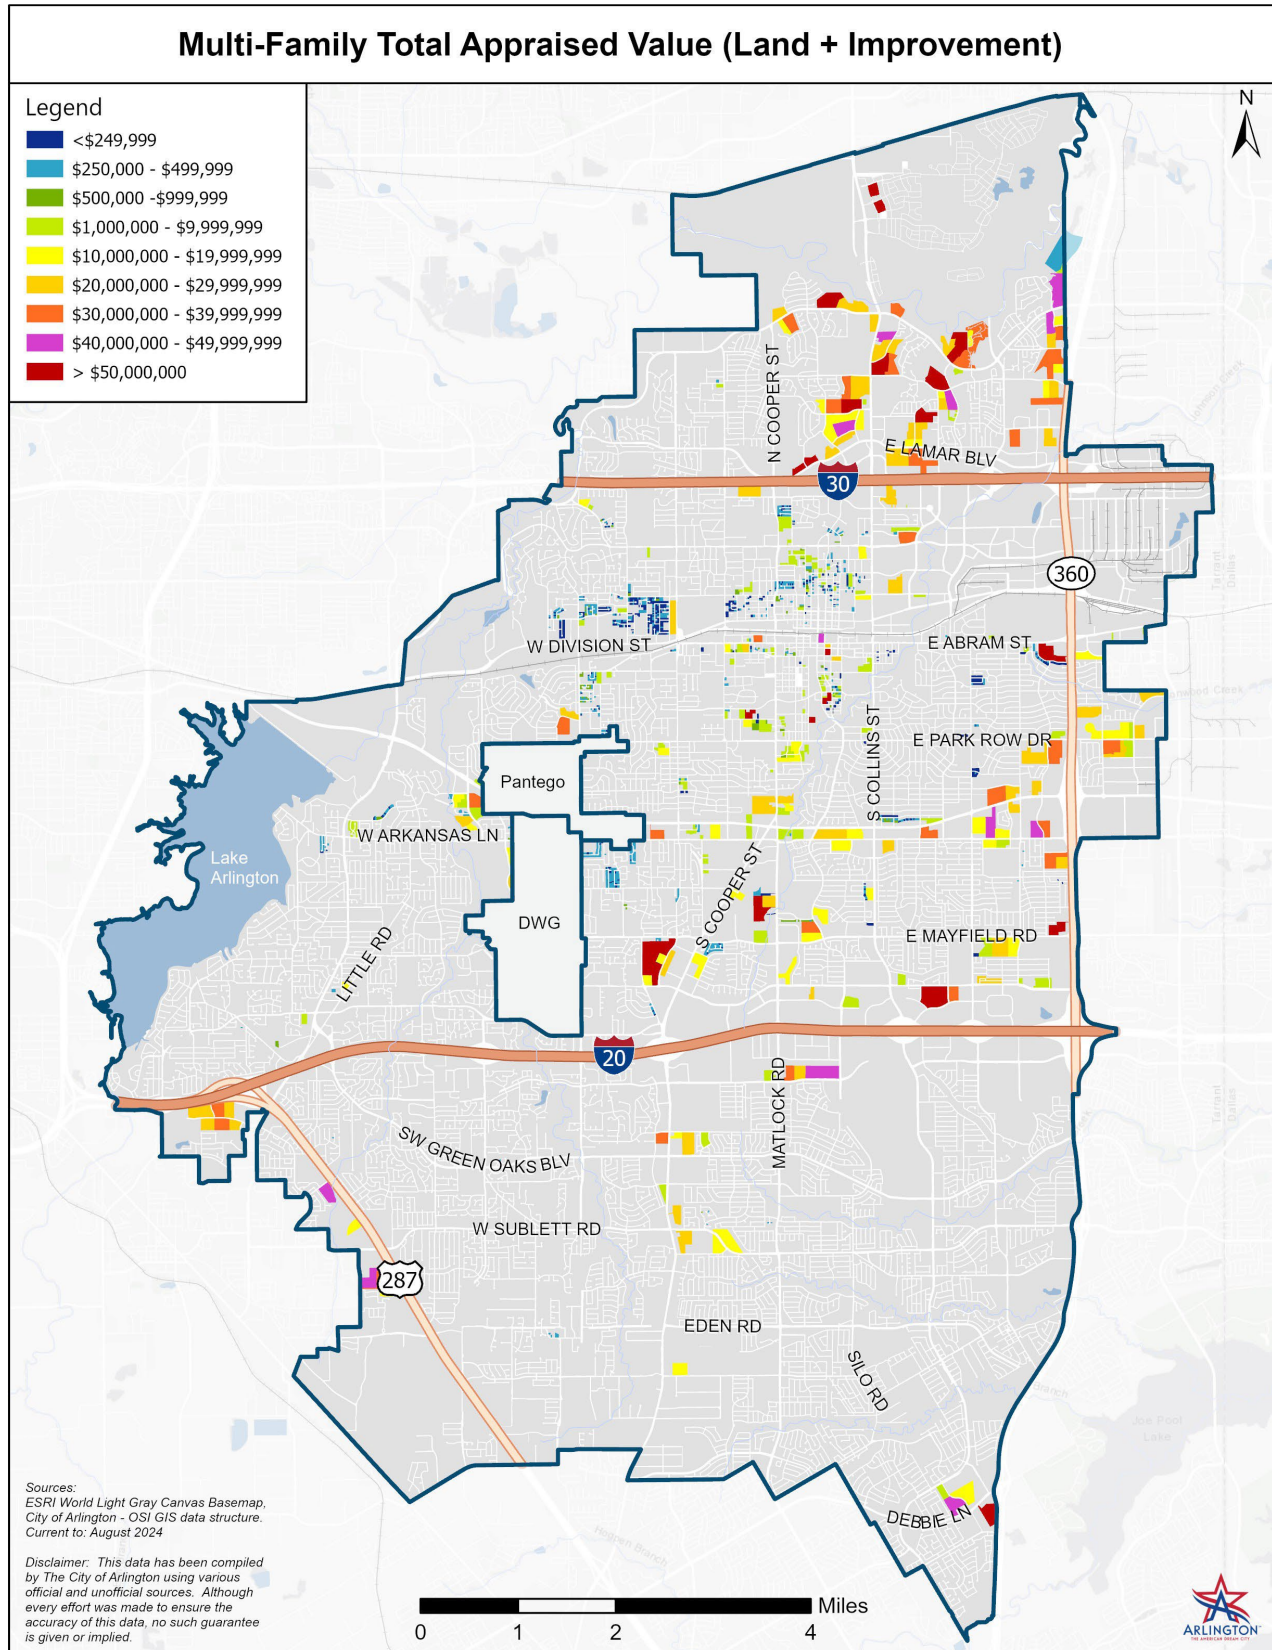 Multi-Family Total Appraised Value (Land + Improvement)
Legend
<$249,999
$250,000 - $499,999
$500,000 -$999,999
$1,000,000 - $9,999,999
$10,000,000 - $19,999,999
$20,000,000 - $29,999,999
$30,000,000 - $39,999,999
$40,000,000 - $49,999,999
> $50,000,000
N
N COOPER ST
E LAMAR BLV
30
360
W DIVISION ST
E ABRAM ST
S COLLINS ST
E PARK ROW DR
Pantego
W ARKANSAS LN
Lake
Arlington
DWG
S COOPER ST
E MAYFIELD RD
LITTLE RD
20
MATLOCK RD
SW GREEN OAKS BLV
W SUBLETT RD
287
EDEN RD
SILO RD
Joe Pool
Lake
DEBBIE LN
Sources:
ESRI World Light Gray Canvas Basemap,
City of Arlington - OSI GIS data structure.
Current to: August 2024
Disclaimer:  This data has been compiled
by The City of Arlington using various
official and unofficial sources.  Although
every effort was made to ensure the
accuracy of this data, no such guarantee
is given or implied.
Miles
0 1 2 4
ARLINGTON
THE AMERICAN DREAM CITY